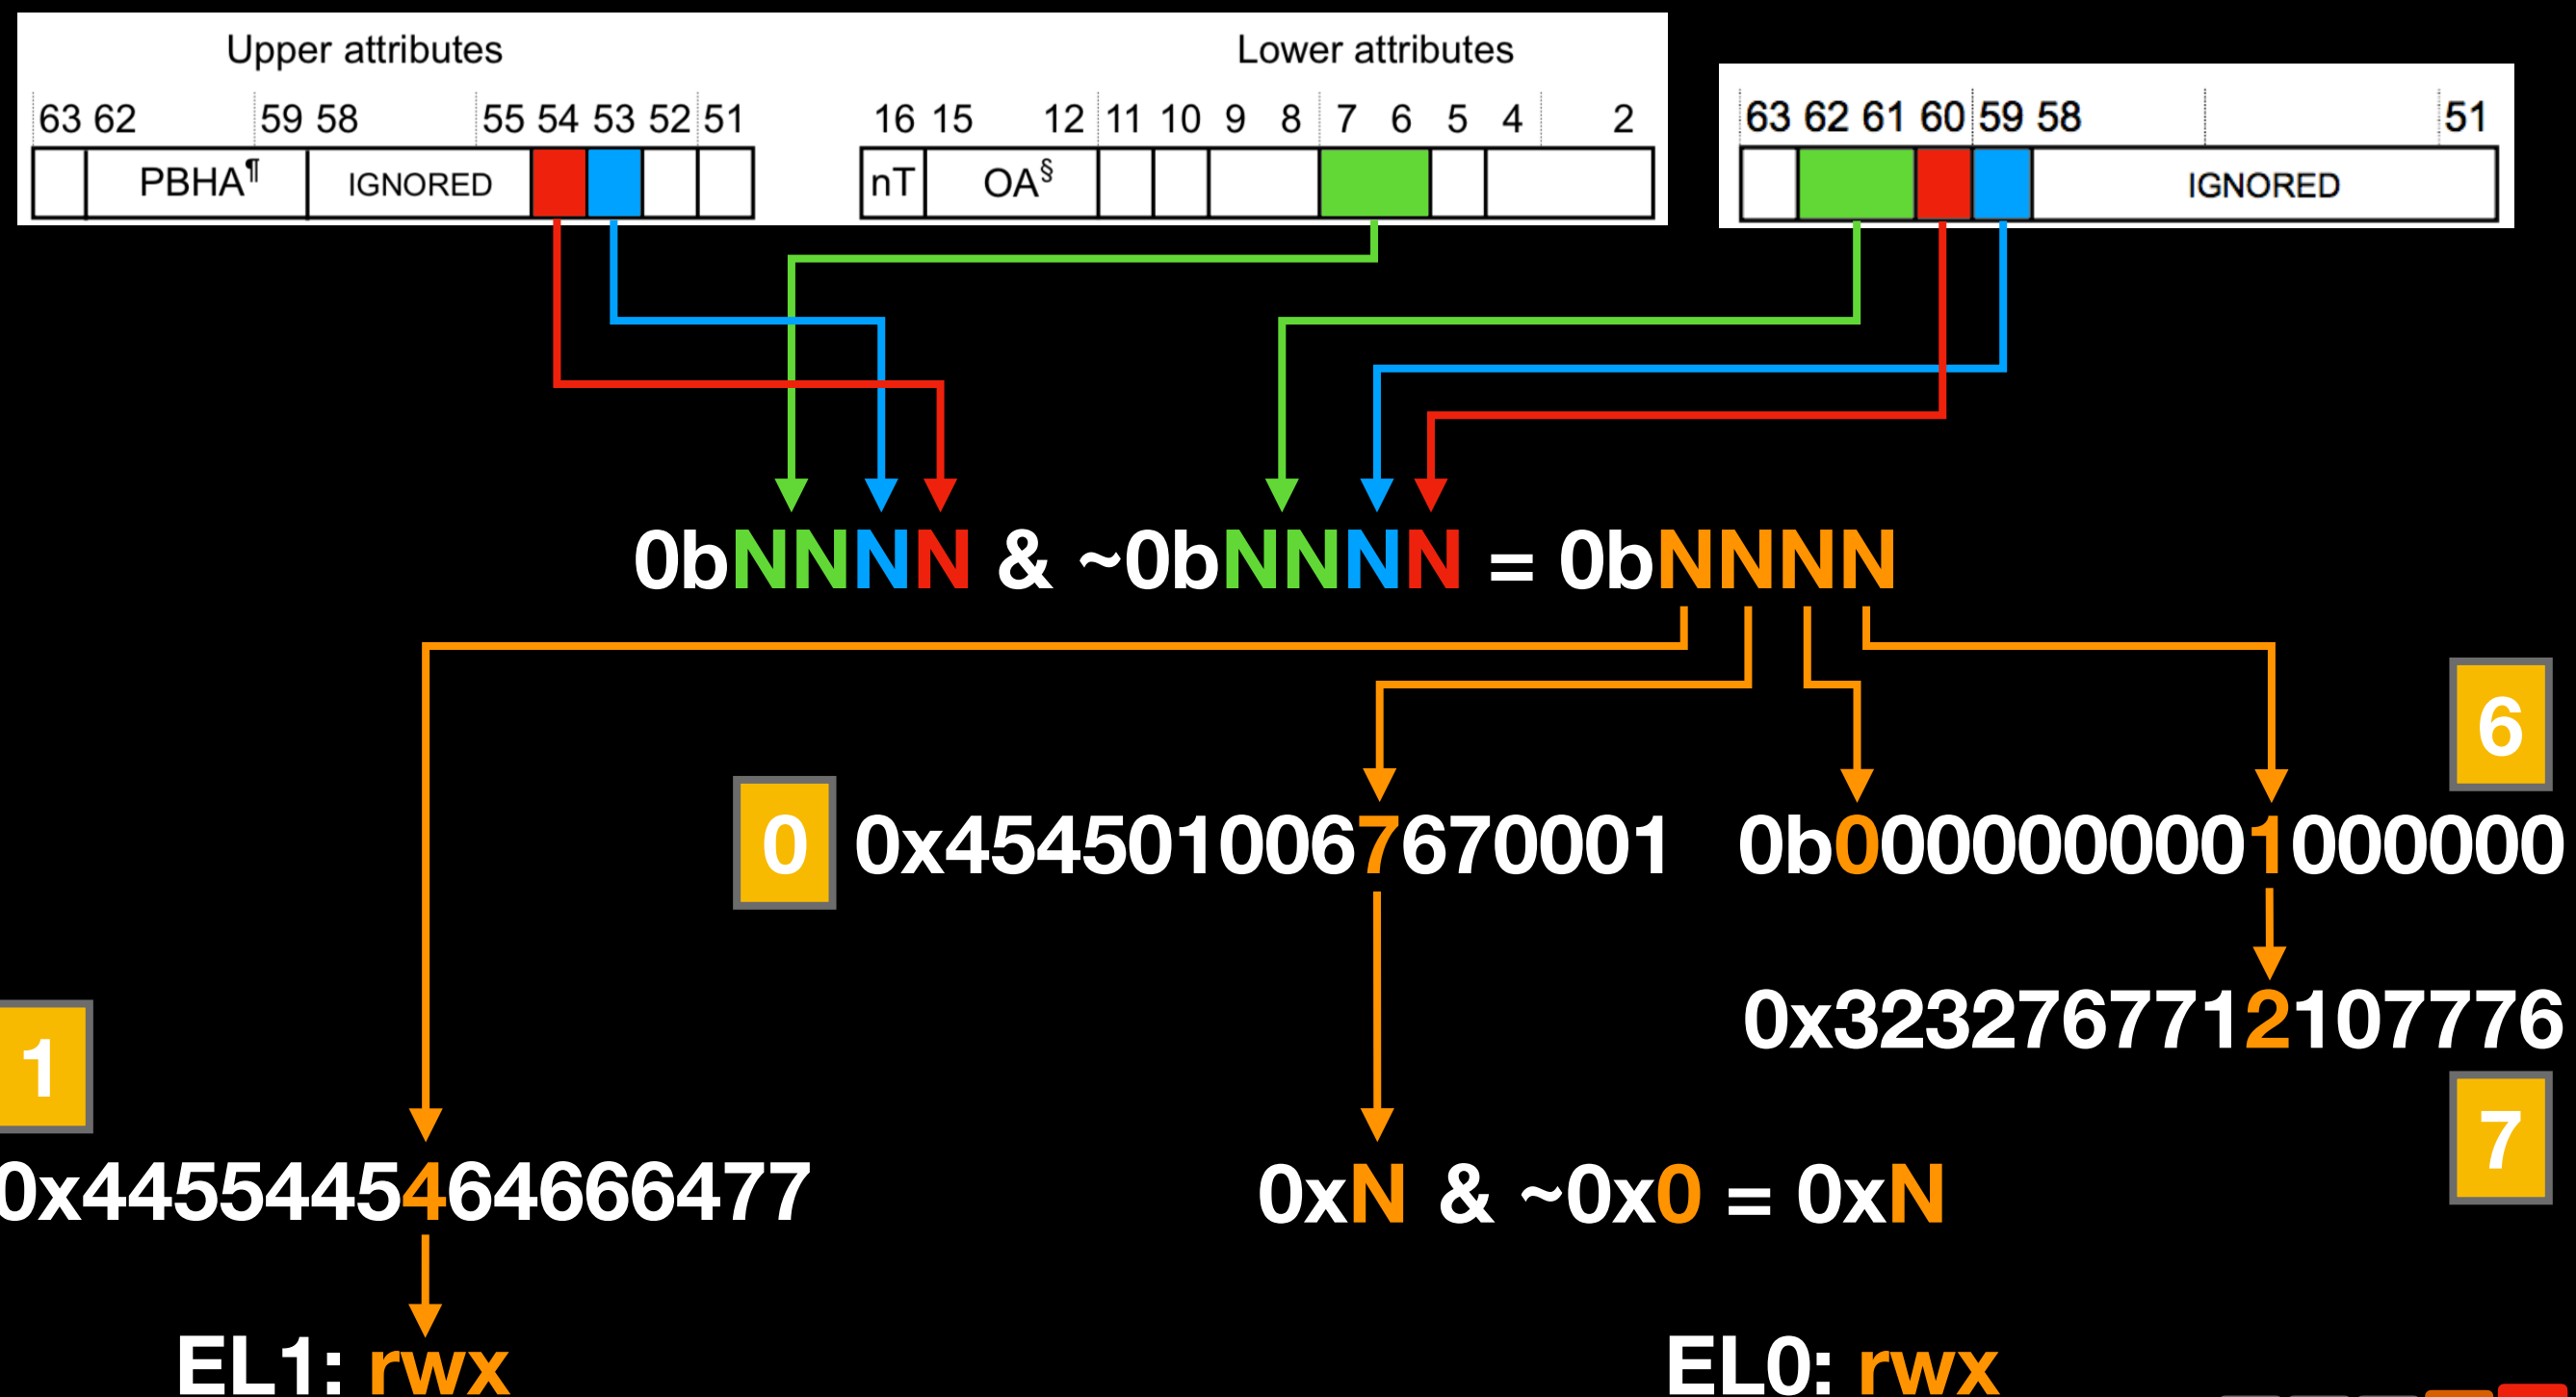 Upper attributes
Lower attributes
63 62 59 58 55 54 53 52 51
16 15 12 11 10 9 8 7 6 5 4 2
63 62 61 60 59 58 51
PBHA¶ IGNORED
nT OA§
IGNORED
0bNNNN & ~0bNNNN = 0bNNNN
6
0
0x4545010067670001
0b0000000001000000
0x3232767712107776
1
7
0x4455445464666477
0xN & ~0x0 = 0xN
EL1: rwx
EL0: rwx